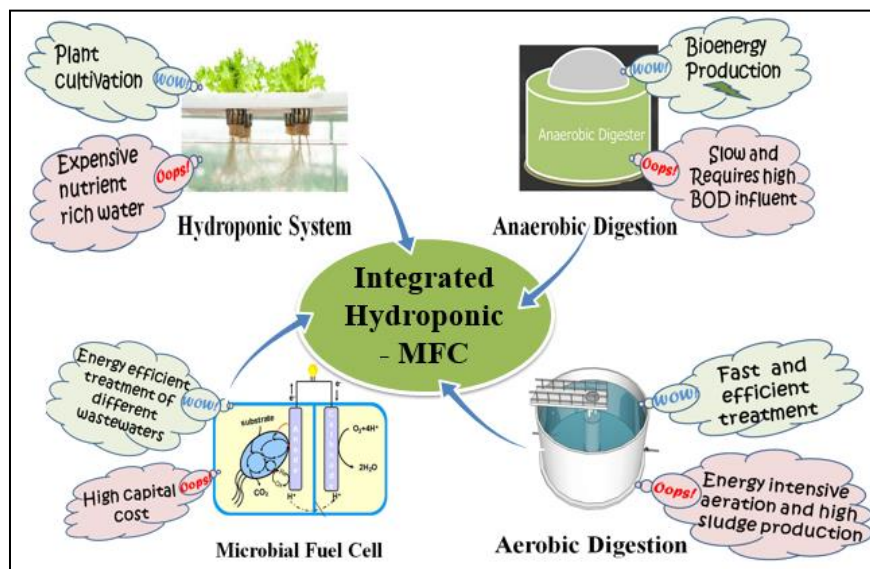 Plant
cultivation
WOW!
Expensive
nutrient
rich water
Oops!
Hydroponic System
Bioenergy
Production
WOW!
Anaerobic Digester
Oops!
Slow and
Requires high
BOD influent
Anaerobic Digestion
Integrated
Hydroponic
- MFC
Energy efficient
treatment of
different
wastewaters
WOW!
High capital
cost
Oops!
substrate
CO2
H+
e-
ANODE
e-
O2+4H+
2H2O
H+
Microbial Fuel Cell
Fast and
efficient
treatment
WOW!
Oops!
Energy intensive
aeration and high
sludge production
Aerobic Digestion